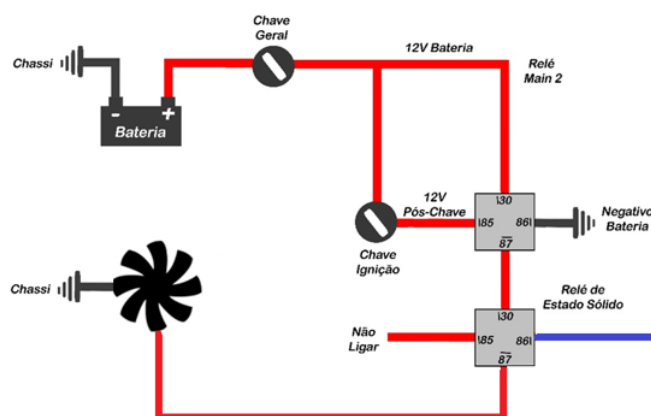 Chave
Geral
12V Bateria
Relé
Main 2
Chassi
-
+
Bateria
12V
Pós-Chave
\30
\85
86\
87
Negativo
Bateria
Chave
Ignição
Chassi
Relé de
Estado Sólido
Não
Ligar
\30
\85
86\
87